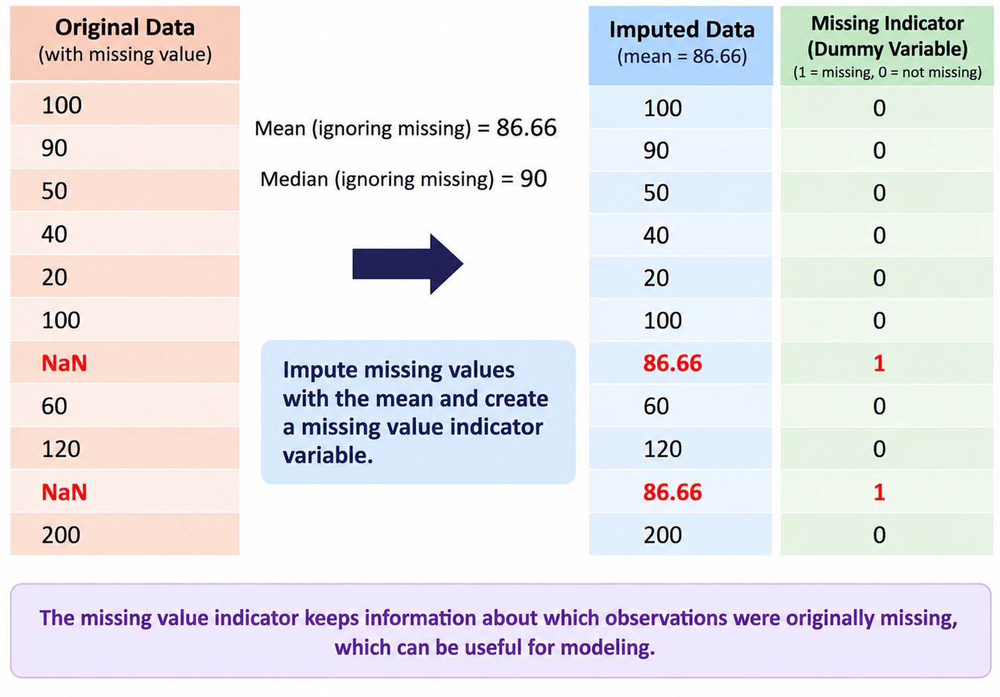 Original Data
(with missing value)
100
90
50
40
20
100
NaN
60
120
NaN
200
Mean (ignoring missing) = 86.66
Median (ignoring missing) = 90
Impute missing values
with the mean and create
a missing value indicator
variable.
Imputed Data
(mean = 86.66)
100
90
50
40
20
100
86.66
60
120
86.66
200
Missing Indicator
(Dummy Variable)
(1 = missing, 0 = not missing)
0
0
0
0
0
0
1
0
0
1
0
The missing value indicator keeps information about which observations were originally missing,
which can be useful for modeling.